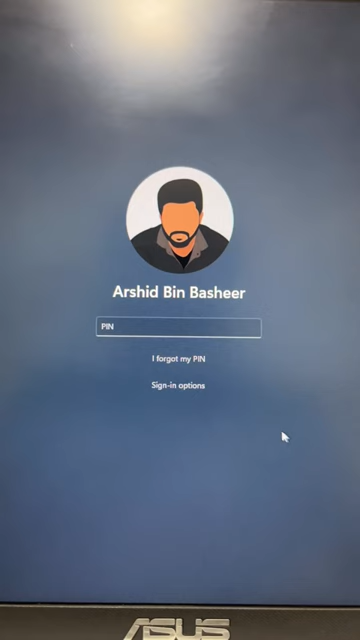 Arshid Bin Basheer
PIN
I forgot my PIN
Sign-in options
ASUS